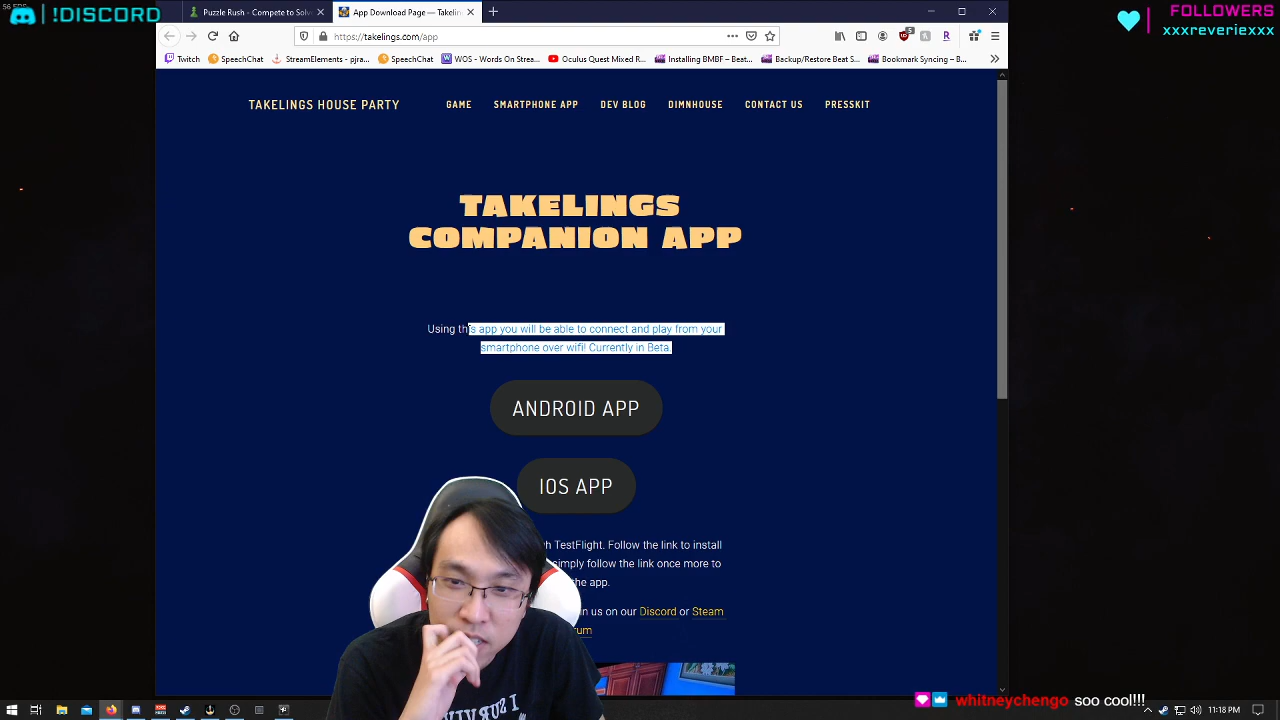 !DISCORD
Puzzle Rush - Compete to Solv
App Download Page — Takelin
FOLLOWERS
xxxreveriexxx
https://takelings.com/app
Twitch
SpeechChat
StreamElements - pjra...
SpeechChat
WOS - Words On Strea...
Oculus Quest Mixed R...
Installing BMBF – Beat...
Backup/Restore Beat S...
Bookmark Syncing – B...
TAKELINGS HOUSE PARTY
GAME
SMARTPHONE APP
DEV BLOG
DIMNHOUSE
CONTACT US
PRESSKIT
TAKELINGS
COMPANION APP
Using this app you will be able to connect and play from your
smartphone over wifi! Currently in Beta.
ANDROID APP
IOS APP
TestFlight. Follow the link to install
simply follow the link once more to
the app.
us on our Discord or Steam
I SURVIV
whitneychengo soo cool!!!
11:18 PM